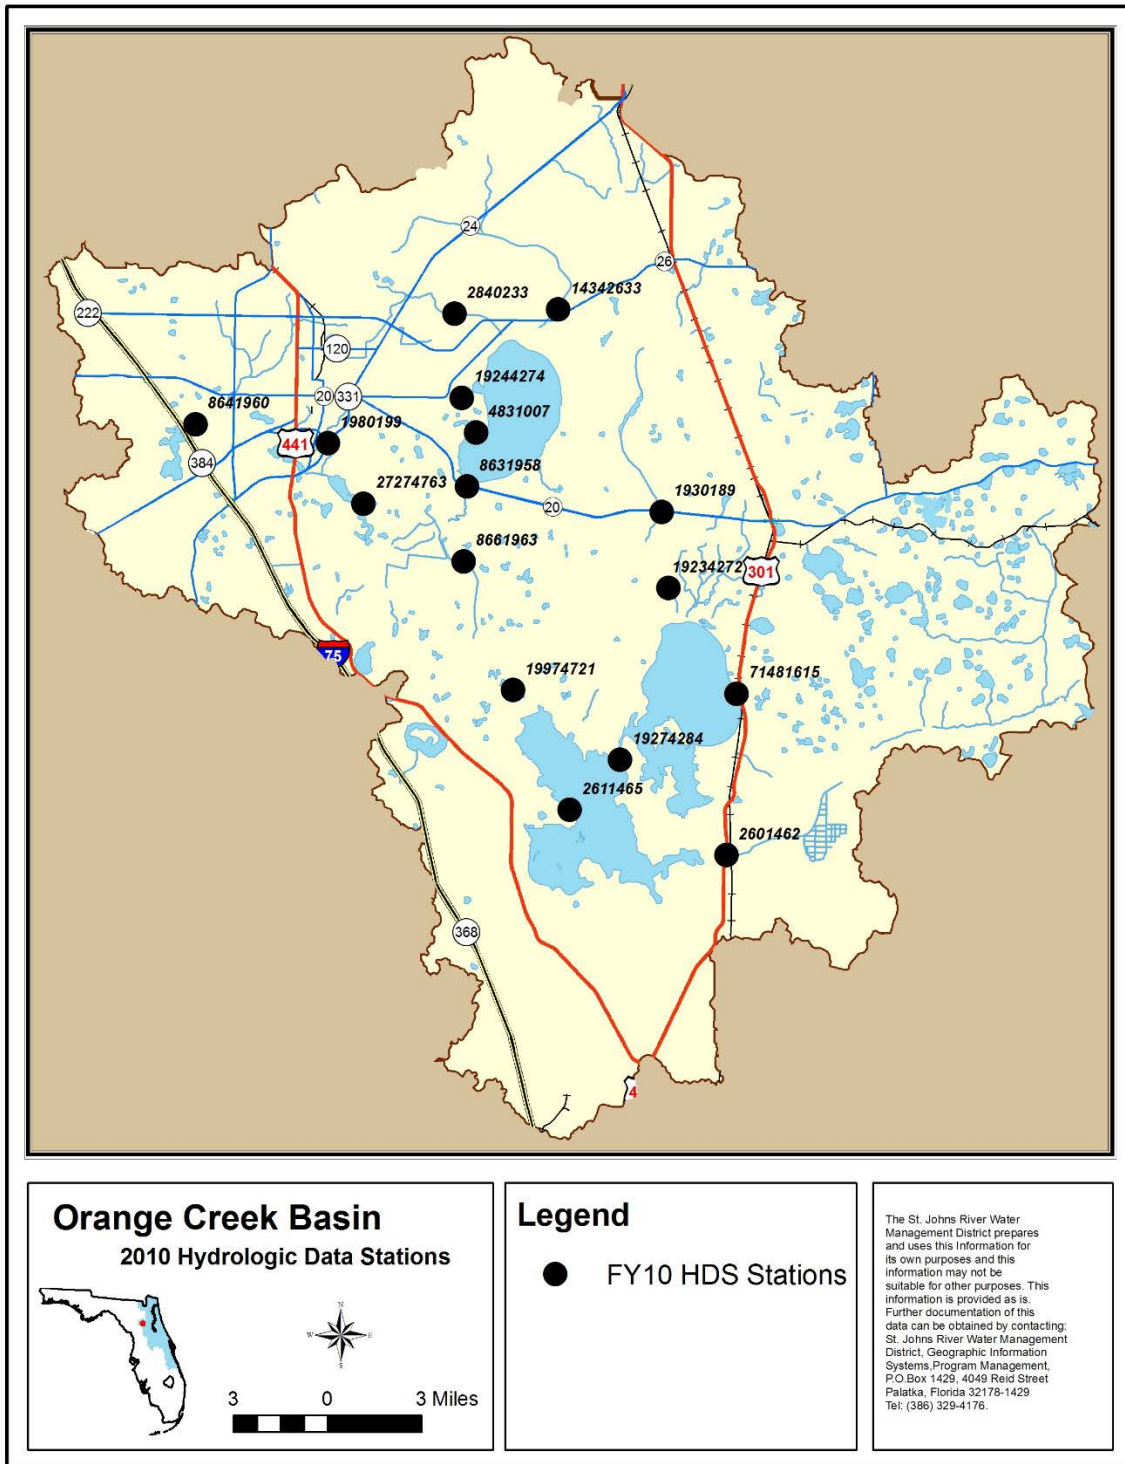 24
26
2840233
14342633
222
120
19244274
20
331
4831007
8641960
1980199
441
384
8631958
27274763
1930189
20
8661963
19234272
301
75
19974721
71481615
19274284
2611465
2601462
368
4
Orange Creek Basin
2010 Hydrologic Data Stations
N
W
E
S
3 0 3 Miles
Legend
FY10 HDS Stations
The St. Johns River Water
Management District prepares
and uses this Information for
its own purposes and this
information may not be
suitable for other purposes. This
information is provided as is.
Further documentation of this
data can be obtained by contacting:
St. Johns River Water Management
District, Geographic Information
Systems,Program Management,
P.O.Box 1429, 4049 Reid Street
Palatka, Florida 32178-1429
Tel: (386) 329-4176.